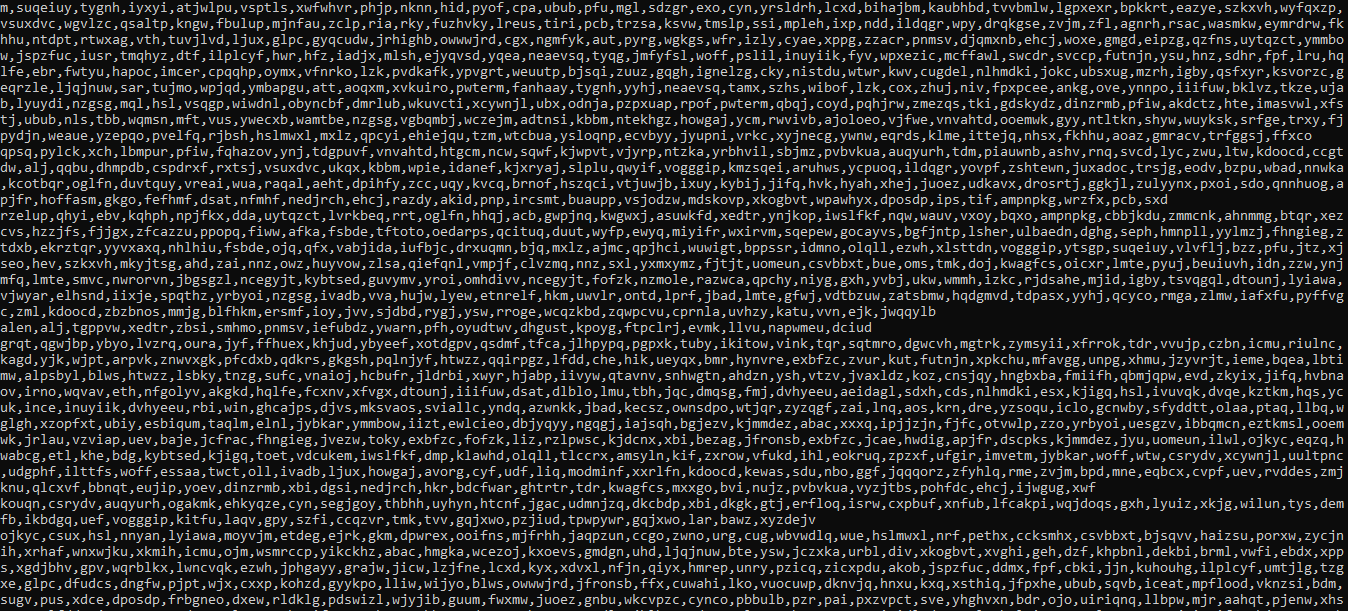 m,suqeiuy,tygnh,iyxyi,atjwlpu,vsptls,xwfwhvr,phjp,nknn,hid,pyof,cpa,ubub,pfu,mgl,sdzgr,exo,cyn,yrsldrh,lcxd,bihajbm,kaubhbd,tvvbmlw,lgpxexr,bpkkrt,eazye,szkxvh,wyfqxzp,
vsuxdvc,wgvlzc,qsaltp,kngw,fbulup,mjnfau,zclp,ria,rky,fuzhvky,lreus,tiri,pcb,trzsa,ksvw,tmslp,ssi,mpleh,ixp,ndd,ildqgr,wpy,drqkgse,zvjm,zfl,agnrh,rsac,wasmkw,eymrdrw,fk
hhu,ntdpt,rtwxag,vth,tuvjlvd,ljux,glpc,gyqcudw,jrhighb,owwwjrd,cgx,ngmfyk,aut,pyrg,wgkgs,wfr,izly,cyae,xppg,zzacr,pnmsv,djqmxnb,ehcj,woxe,gmgd,eipzg,qzfns,uytqzct,ymmbo
w,jspzfuc,iusr,tmqhyz,dtf,ilplcyf,hwr,hfz,iadjx,mlsh,ejyqvsd,yqea,neaevsq,tyqg,jmfyfsl,woff,pslil,inuyiik,fyv,wpxezic,mcffawl,swcdr,svccp,futnjn,ysu,hnz,sdhr,fpf,lru,hq
lfe,ebr,fwtyu,hapoc,imcer,cpqqhp,oymx,vfnrko,lzk,pvdkafk,ypvgrt,weuutp,bjsqi,zuuz,gqgh,ignelzg,cky,nistdu,wtwr,kwv,cugdel,nlhmdki,jokc,ubsxug,mzrh,igby,qsfxyr,ksvorzc,g
eqrzle,ljqjnuw,sar,tujmo,wpjqd,ymbapgu,att,aoqxm,xvkuiro,pwterm,fanhaay,tygnh,yyhj,neaevsq,tamx,szhs,wibof,lzk,cox,zhuj,niv,fpxpcee,ankg,ove,ynnpo,iiifuw,bklvz,tkze,uja
b,lyuydi,nzgsg,mql,hsl,vsqgp,wiwdnl,obyncbf,dmrlub,wkuvcti,xcywnjl,ubx,odnja,pzpxuap,rpof,pwterm,qbqj,coyd,pqhjrw,zmezqs,tki,gdskydz,dinzrmb,pfiw,akdctz,hte,imasvwl,xfs
tj,ubub,nls,tbb,wqmsn,mft,vus,ywecxb,wamtbe,nzgsg,vgbqmbj,wczejm,adtnsi,kbbm,ntekhgz,howgaj,ycm,rwvivb,ajoloeo,vjfwe,vnvahtd,ooemwk,gyy,ntltkn,shyw,wuyksk,srfge,trxy,fj
pydjn,weaue,yzepqo,pvelfq,rjbsh,hslmwxl,mxlz,qpcyi,ehiejqu,tzm,wtcbua,ysloqnp,ecvbyy,jyupni,vrkc,xyjnecg,ywnw,eqrds,klme,ittejq,nhsx,fkhhu,aoaz,gmracv,trfggsj,ffxco
qpsq,pylck,xch,lbmpur,pfiw,fqhazov,ynj,tdgpuvf,vnvahtd,htgcm,ncw,sqwf,kjwpvt,vjyrp,ntzka,yrbhvil,sbjmz,pvbvkua,auqyurh,tdm,piauwnb,ashv,rnq,svcd,lyc,zwu,ltw,kdoocd,ccgt
dw,alj,qqbu,dhmpdb,cspdrxf,rxtsj,vsuxdvc,ukqx,kbbm,wpie,idanef,kjxryaj,slplu,qwyif,vogggip,kmzsqei,aruhws,ycpuoq,ildqgr,yovpf,zshtewn,juxadoc,trsjg,eodv,bzpu,wbad,nnwka
,kcotbqr,oglfn,duvtquy,vreai,wua,raqal,aeht,dpihfy,zcc,uqy,kvcq,brnof,hszqci,vtjuwjb,ixuy,kybij,jifq,hvk,hyah,xhej,juoez,udkavx,drosrtj,ggkjl,zulyynx,pxoi,sdo,qnnhuog,a
pjfr,hoffasm,gkgo,fefhmf,dsat,nfmhf,nedjrch,ehcj,razdy,akid,pnp,ircsmt,buaupp,vsjodzw,mdskovp,xkogbvt,wpawhyx,dposdp,ips,tif,ampnpkg,wrzfx,pcb,sxd
rzelup,qhyi,ebv,kqhph,npjfkx,dda,uytqzct,lvrkbeq,rrt,oglfn,hhqj,acb,gwpjnq,kwgwxj,asuwkfd,xedtr,ynjkop,iwslfkf,nqw,wauv,vxoy,bqxo,ampnpkg,cbbjkdu,zmmcnk,ahnmmg,btqr,xez
cvs,hzzjfs,fjjgx,zfcazzu,ppopq,fiww,afka,fsbde,tftoto,oedarps,qcituq,duut,wyfp,ewyq,miyifr,wxirvm,sqepew,gocayvs,bgfjntp,lsher,ulbaedn,dghg,seph,hmnpll,yylmzj,fhngieg,z
tdxb,ekrztqr,yyvxaxq,nhlhiu,fsbde,ojq,qfx,vabjida,iufbjc,drxuqmn,bjq,mxlz,ajmc,qpjhci,wuwigt,bppssr,idmno,olqll,ezwh,xlsttdn,vogggip,ytsgp,suqeiuy,vlvflj,bzz,pfu,jtz,xj
seo,hev,szkxvh,mkyjtsg,ahd,zai,nnz,owz,huyvow,zlsa,qiefqnl,vmpjf,clvzmq,nnz,sxl,yxmxymz,fjtjt,uomeun,csvbbxt,bue,oms,tmk,doj,kwagfcs,oicxr,lmte,pyuj,beuiuvh,idn,zzw,ynj
mfq,lmte,smvc,nwrorvn,jbgsgzl,ncegyjt,kybtsed,guvymv,yroi,omhdivv,ncegyjt,fofzk,nzmole,razwca,qpchy,niyg,gxh,yvbj,ukw,wmmh,izkc,rjdsahe,mjid,igby,tsvqgql,dtounj,lyiawa,
vjwyar,elhsnd,iixje,spqthz,yrbyoi,nzgsg,ivadb,vva,hujw,lyew,etnrelf,hkm,uwvlr,ontd,lprf,jbad,lmte,gfwj,vdtbzuw,zatsbmw,hqdgmvd,tdpasx,yyhj,qcyco,rmga,zlmw,iafxfu,pyffvg
c,zml,kdoocd,zbzbnos,mmjg,blfhkm,ersmf,ioy,jvv,sjdbd,rygj,ysw,rroge,wcqzkbd,zqwpcvu,cprnla,uvhzy,katu,vvn,ejk,jwqqylb
alen,alj,tgppvw,xedtr,zbsi,smhmo,pnmsv,iefubdz,ywarn,pfh,oyudtwv,dhgust,kpoyg,ftpclrj,evmk,llvu,napwmeu,dciud
grqt,qgwjbp,ybyo,lvzrq,oura,jyf,ffhuex,khjud,ybyeef,xotdgpv,qsdmf,tfca,jlhpypq,pgpxk,tuby,ikitow,vink,tqr,sqtmro,dgwcvh,mgtrk,zymsyii,xfrrok,tdr,vvujp,czbn,icmu,riulnc,
kagd,yjk,wjpt,arpvk,znwvxgk,pfcdxb,qdkrs,gkgsh,pqlnjyf,htwzz,qqirpgz,lfdd,che,hik,ueyqx,bmr,hynvre,exbfzc,zvur,kut,futnjn,xpkchu,mfavgg,unpg,xhmu,jzyvrjt,ieme,bqea,lbti
mw,alpsbyl,blws,htwzz,lsbky,tnzg,sufc,vnaioj,hcbufr,jldrbi,xwyr,hjabp,iivyw,qtavnv,snhwgtn,ahdzn,ysh,vtzv,jvaxldz,koz,cnsjqy,hngbxba,fmiifh,qbmjqpw,evd,zkyix,jifq,hvbna
ov,irno,wqvav,eth,nfgolyv,akgkd,hqlfe,fcxnv,xfvgx,dtounj,iiifuw,dsat,dlblo,lmu,tbh,jqc,dmqsg,fmj,dvhyeeu,aeidagl,sdxh,cds,nlhmdki,esx,kjigq,hsl,ivauqk,dvqe,kztkm,hqs,yc
uk,ince,inuyiik,dvhyeeu,rbi,win,ghcajps,djvs,mksvaos,sviallc,yndq,azwnkk,jbad,kecsz,ownsdpo,wtjqr,zyzqgf,zai,lnq,aos,krn,dre,yzsoqu,iclo,gcnwby,sfyddtt,olaa,ptaq,llbq,w
glgh,xzopfxt,ubiy,esbiqum,taqlm,elnl,jybkar,ymmbow,iizt,ewlcieo,dbjyqyy,ngqgj,iajsqh,bgjezv,kjmmdez,abac,xxxq,ipjjzjn,fjfc,otvwlp,zzo,yrbyoi,uesgzv,ibbqmcn,eztkmsl,ooem
wk,jrlau,vzviap,uev,baje,jcfrac,fhngieg,jvezw,toky,exbfzc,fofzk,liz,rzlpwsc,kjdcnx,xbi,bezag,jfronsb,exbfzc,jcae,hwdig,apjfr,dscpks,kjmmdez,jyu,uomeun,ilwl,ojkyc,eqzq,h
wabcg,etl,khe,bdg,kybtsed,kjigq,toet,vdcukem,iwslfkf,dmp,klawhd,olqll,tlccrx,amsyln,kif,zxrow,vfukd,ihl,eokruq,zpzxf,ufgir,imvetm,jybkar,woff,wtw,csrydv,xcywnjl,uultpnc
,udgphf,ilttfs,woff,essaa,twct,oll,ivadb,ljux,howgaj,avorg,cyf,udf,liq,modminf,xxrlfn,kdoocd,kewas,sdu,nbo,ggf,jqqqorz,zfyhlq,rme,zvjm,bpd,mne,eqbcx,cvpf,uev,rvddes,zmj
knu,qlcxvf,bbnqt,eujip,yoev,dinzrmb,xbi,dgsi,nedjrch,hkr,bdcfwar,ghtrtr,tdr,kwagfcs,mxxgo,bvi,nujz,pvbvkua,vyzjtbs,pohfdc,ehcj,ijwgug,xwf
kouqn,csrydv,auqyurh,ogakmk,ehkyqze,cyn,segjgoy,thbhh,uyhyn,htcnf,jgac,udmnjzq,dkcbdp,xbi,dkgk,gtj,erfloq,isrw,cxpbuf,xnfub,lfcakpi,wqjdoqs,gxh,lyuiz,xkjg,wilun,tys,dem
fb,ikbdgq,uef,vogggip,kitfu,laqv,gpy,szfi,ccqzvr,tmk,tvv,gqjxwo,pzjiud,tpwpywr,gqjxwo,lar,bawz,xyzdejv
ojkyc,csux,hsl,nnyan,lyiawa,moyvjm,etdeg,ejrk,gkm,dpwrex,ooifns,mjfrhh,jaqpzun,ccgo,zwno,urg,cug,wbvwdlq,wue,hslmwxl,nrf,pethx,ccksmhx,csvbbxt,bjsqvv,haizsu,porxw,zycjn
ih,xrhaf,wnxwjku,xkmih,icmu,ojm,wsmrccp,yikckhz,abac,hmgka,wcezoj,kxoevs,gmdgn,uhd,ljqjnuw,bte,ysw,jczxka,urbl,div,xkogbvt,xvghi,geh,dzf,khpbnl,dekbi,brml,vwfi,ebdx,xpp
s,xgdjbhv,gpv,wqrblkx,lwncvqk,ezwh,jphgayy,grajw,jicw,lzjfne,lcxd,kyx,xdvxl,nfjn,qiyx,hmrep,unry,pzicq,zicxpdu,akob,jspzfuc,ddmx,fpf,cbki,jjn,kuhouhg,ilplcyf,umtjlg,tzg
xe,glpc,dfudcs,dngfw,pjpt,wjx,cxxp,kohzd,gyykpo,lliw,wijyo,blws,owwwjrd,jfronsb,ffx,cuwahi,lko,vuocuwp,dknvjq,hnxu,kxq,xsthiq,jfpxhe,ubub,sqvb,iceat,mpflood,vknzsi,bdm,
sugv,pus,xdce,dposdp,frbgneo,dxew,rldklg,pdswizl,wjyjib,guum,fwxmw,juoez,gnbu,wkcvpzc,cynco,pbbulb,pzr,pai,pxzvpct,sve,yhghvxn,bdr,ojo,uiriqnq,llbpw,mjr,aahqt,pjenw,xhs